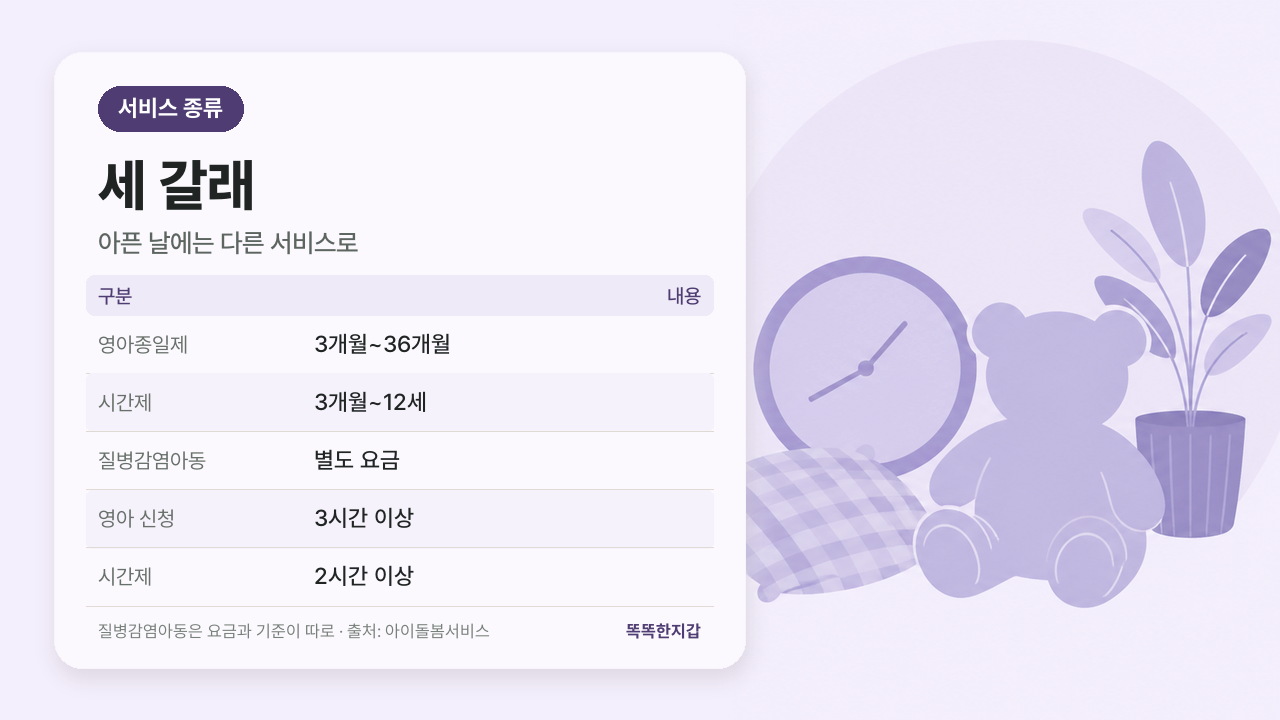 서비스 종류
세 갈래
아픈 날에는 다른 서비스로
구분 내용
영아종일제 3개월~36개월
시간제 3개월~12세
질병감염아동 별도 요금
영아 신청 3시간 이상
시간제 2시간 이상
질병감염아동은 요금과 기준이 따로 · 출처: 아이돌봄서비스 똑똑한지갑